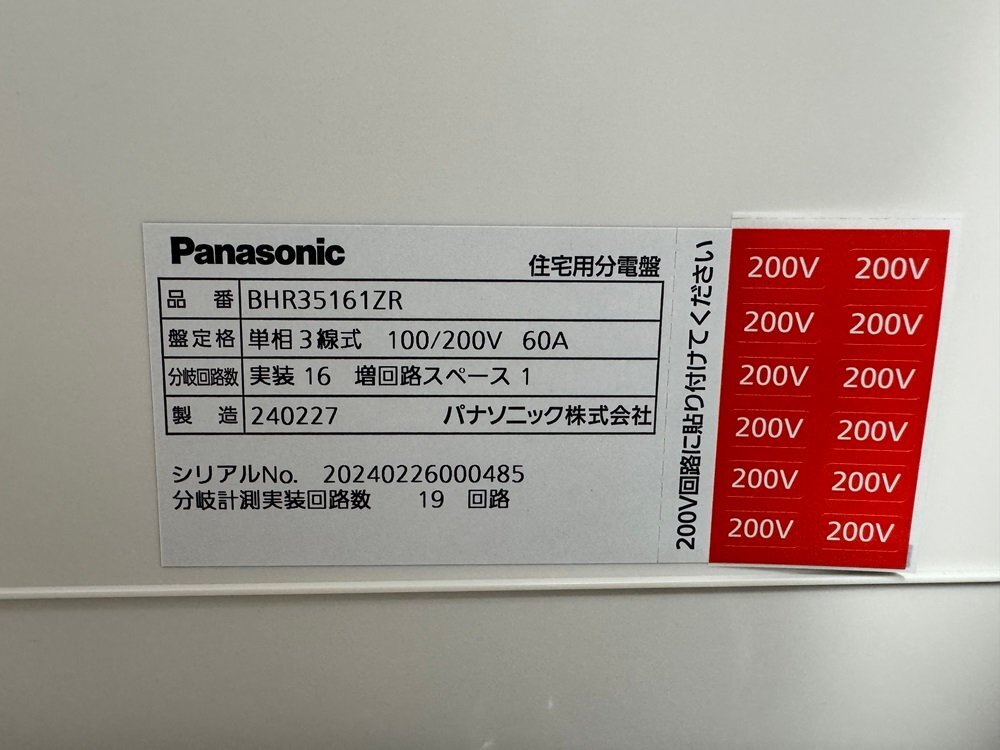 Panasonic
住宅用分電盤
品 番 BHR35161ZR
盤定格 単相3線式 100/200V 60A
分岐回路数 実装16 増回路スペース1
製 造 240227 パナソニック株式会社
シリアルNo. 20240226000485
分岐計測実装回路数 19 回路
200V回路に貼り付けてください
200V 200V
200V 200V
200V 200V
200V 200V
200V 200V
200V 200V